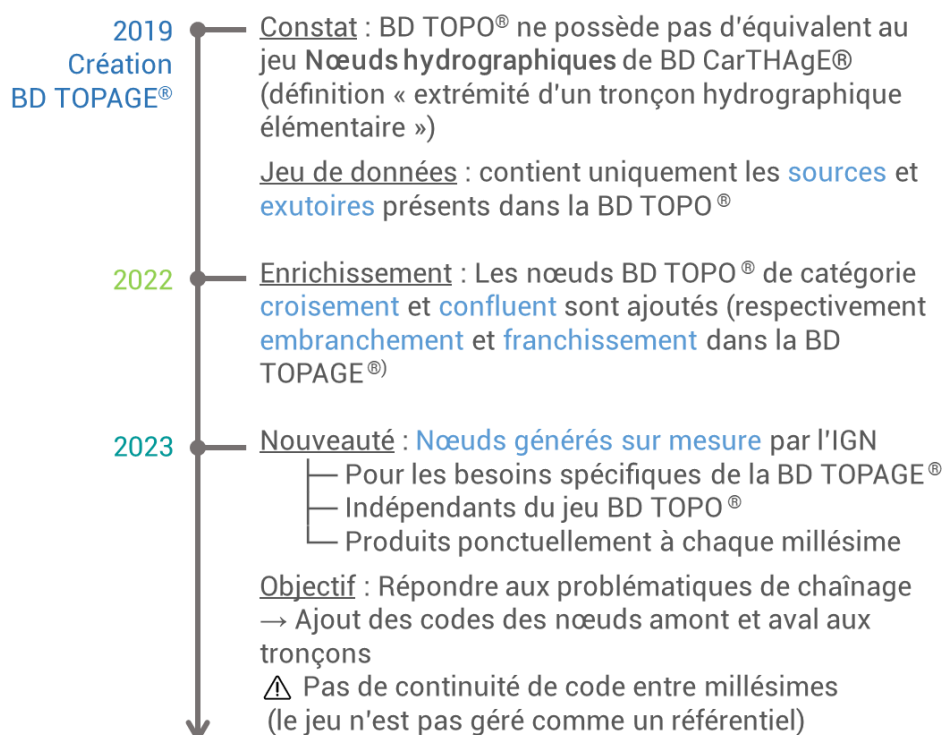 2019
Création
BD TOPAGE®
Constat : BD TOPO® ne possède pas d'équivalent au
jeu Nœuds hydrographiques de BD CarTHAgE®
(définition « extrémité d'un tronçon hydrographique
élémentaire »)
Jeu de données : contient uniquement les sources et
exutoires présents dans la BD TOPO ®
2022
Enrichissement : Les nœuds BD TOPO ® de catégorie
croisement et confluent sont ajoutés (respectivement
embranchement et franchissement dans la BD
TOPAGE ®)
2023
Nouveauté : Nœuds générés sur mesure par l'IGN
Pour les besoins spécifiques de la BD TOPAGE ®
Indépendants du jeu BD TOPO ®
Produits ponctuellement à chaque millésime
Objectif : Répondre aux problématiques de chaînage
→ Ajout des codes des nœuds amont et aval aux
tronçons
⚠ Pas de continuité de code entre millésimes
(le jeu n'est pas géré comme un référentiel)